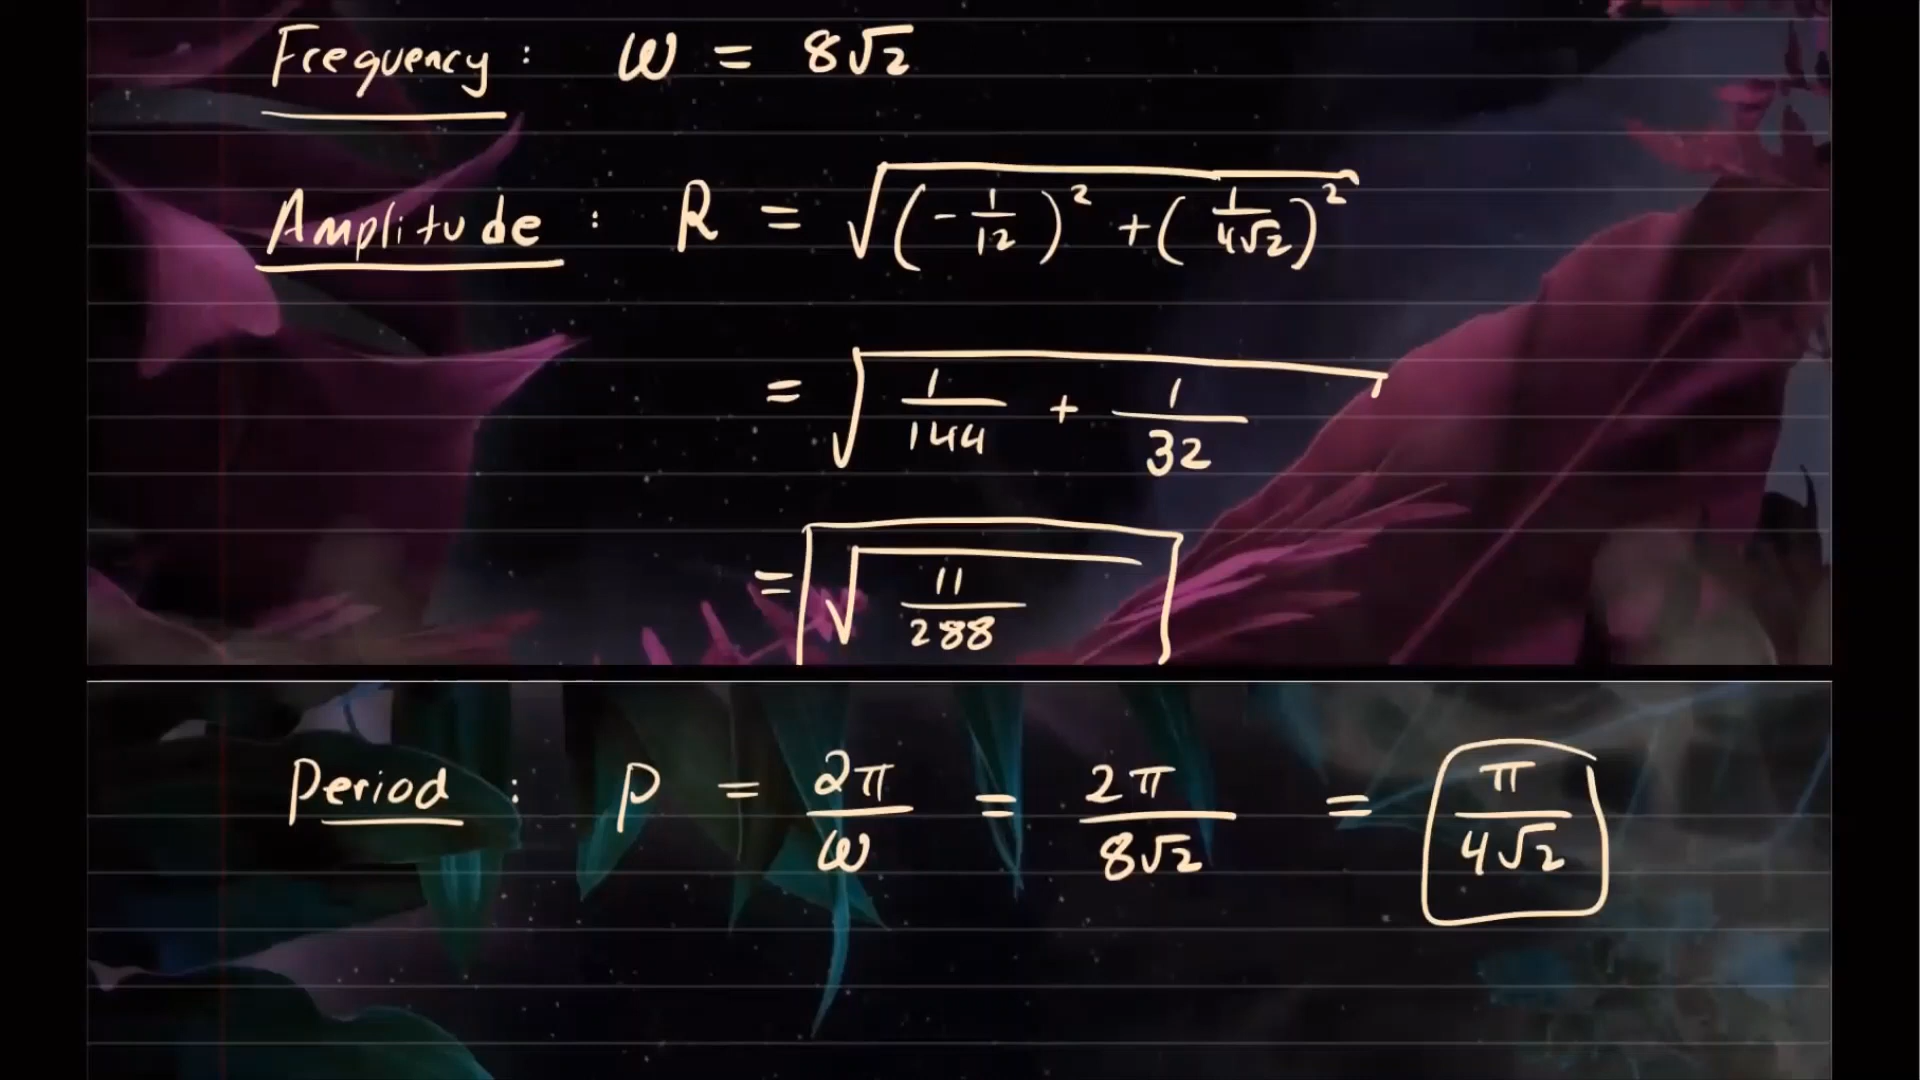 Frequency : ω = 8√2
Amplitude : R = √((-1/12)² + (1/4√2)²)
= √(1/144 + 1/32)
= √(11/288)
Period : P = 2π/ω = 2π/8√2 = π/4√2